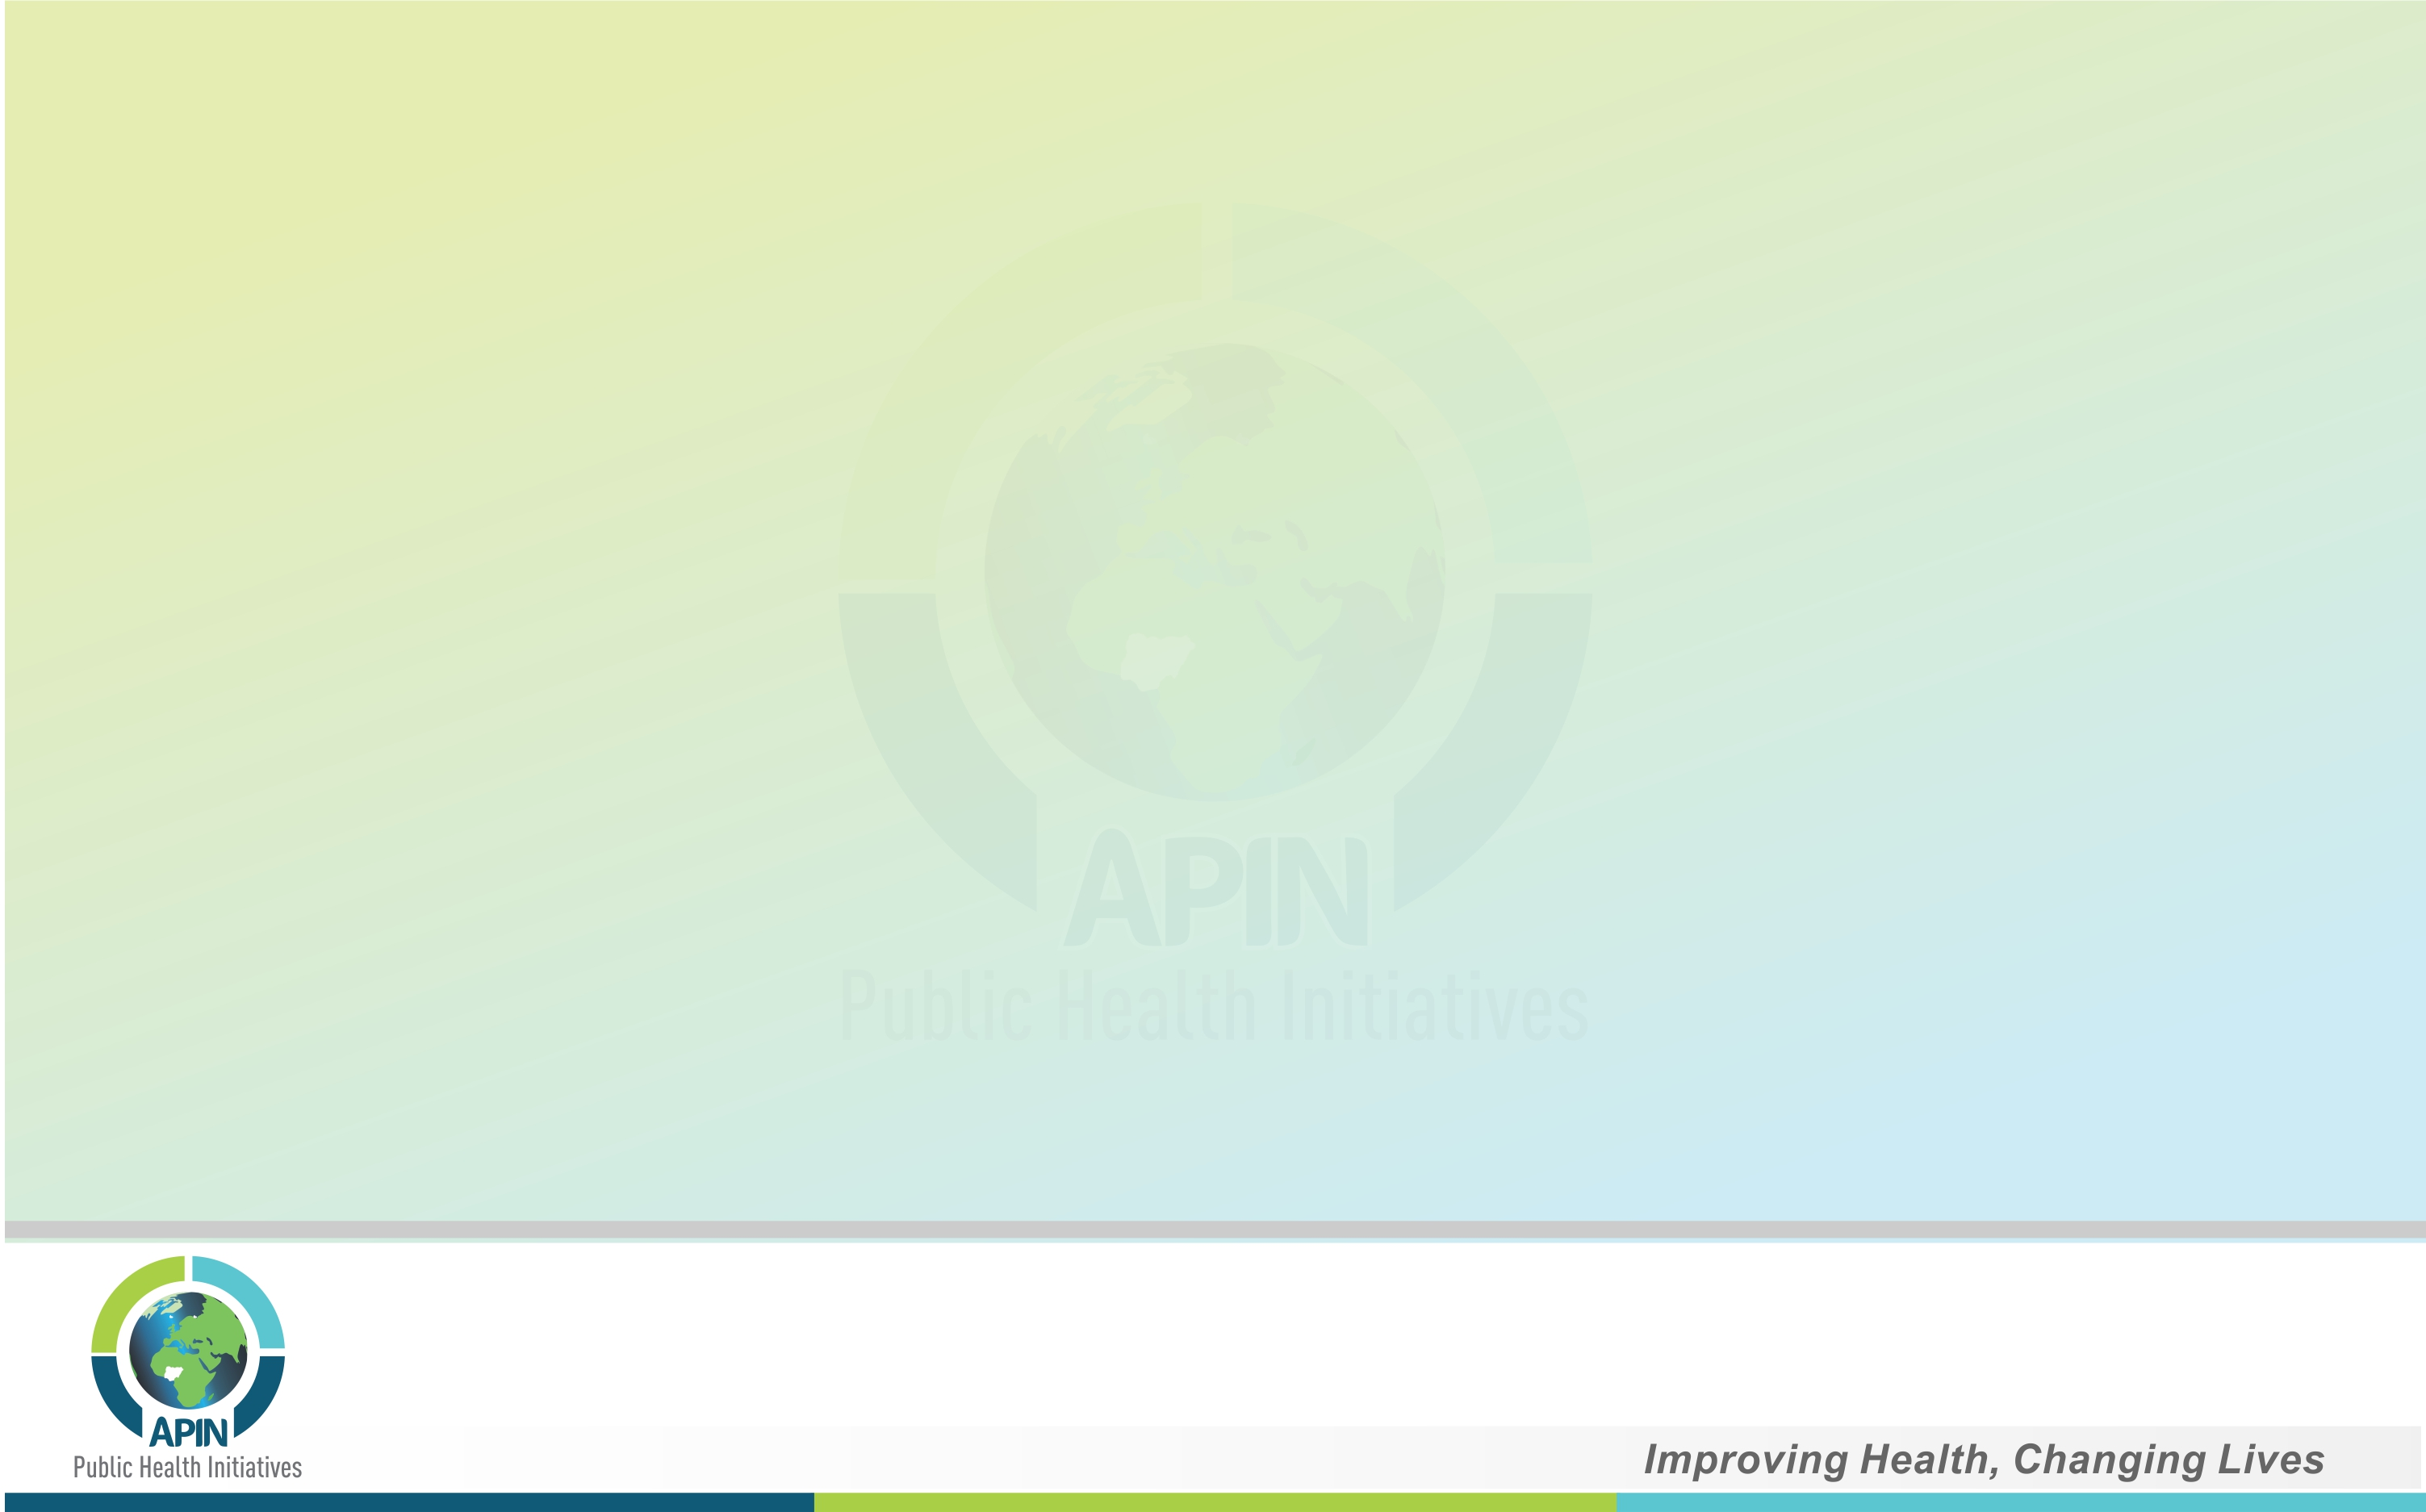 APIN
Public Health Initiatives
APIN
Public Health Initiatives
Improving Health, Changing Lives